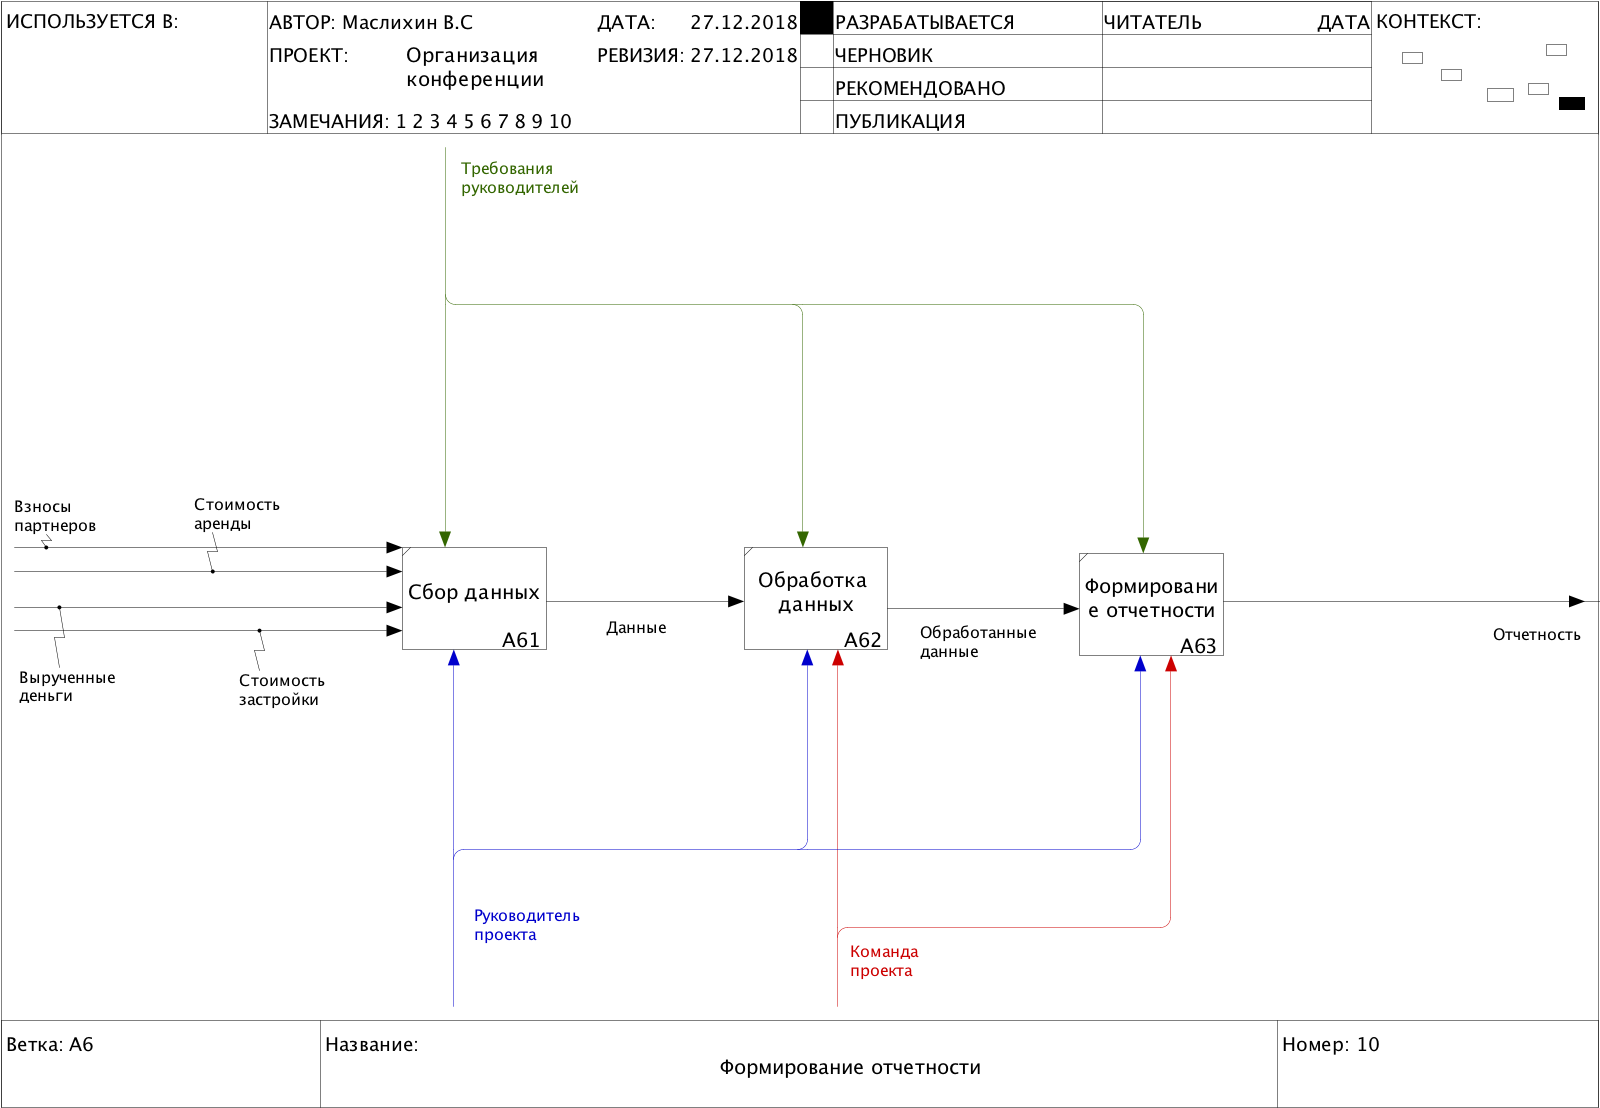 ИСПОЛЬЗУЕТСЯ В:
АВТОР: Маслихин В.С
ДАТА: 27.12.2018
ПРОЕКТ: Организация
конференции
РЕВИЗИЯ: 27.12.2018
ЗАМЕЧАНИЯ: 1 2 3 4 5 6 7 8 9 10
РАЗРАБАТЫВАЕТСЯ
ЧЕРНОВИК
РЕКОМЕНДОВАНО
ПУБЛИКАЦИЯ
ЧИТАТЕЛЬ ДАТА
КОНТЕКСТ:
Требования
руководителей
Взносы
партнеров
Стоимость
аренды
Вырученные
деньги
Стоимость
застройки
Сбор данных
A61
Данные
Обработка
данных
A62
Обработанные
данные
Формировани
е отчетности
A63
Отчетность
Руководитель
проекта
Команда
проекта
Ветка: A6
Название:
Формирование отчетности
Номер: 10